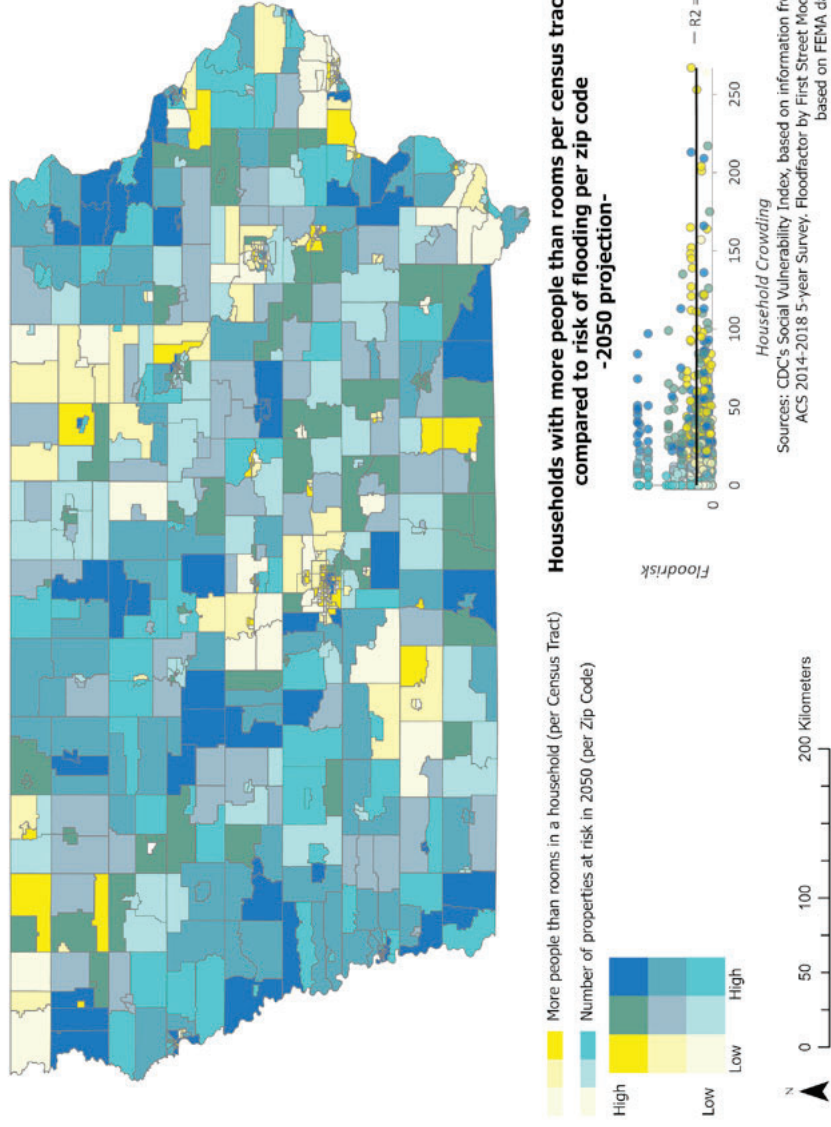 More people than rooms in a household (per Census Tract)
Number of properties at risk in 2050 (per Zip Code)
High
Low
Low
High
N
0
50
100
200 Kilometers
Households with more people than rooms per census tract
compared to risk of flooding per zip code
-2050 projection-
Floodrisk
0
0
50
100
150
200
250
— R2 =
Household Crowding
Sources: CDC's Social Vulnerability Index, based on information
ACS 2014-2018 5-year Survey. Floodfactor by First Street
based on FEMA